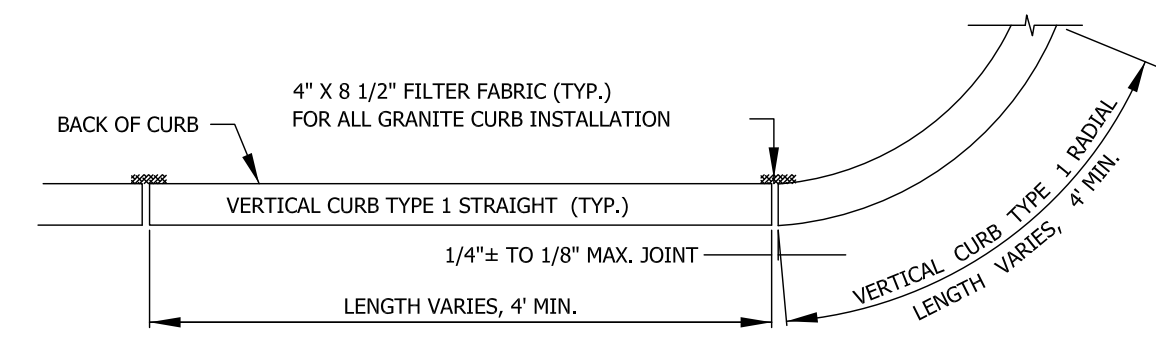 4" X 8 1/2" FILTER FABRIC (TYP.)
FOR ALL GRANITE CURB INSTALLATION
BACK OF CURB
VERTICAL CURB TYPE 1 STRAIGHT (TYP.)
1/4"± TO 1/8" MAX. JOINT
LENGTH VARIES, 4' MIN.
VERTICAL CURB TYPE 1 RADIAL
LENGTH VARIES, 4' MIN.